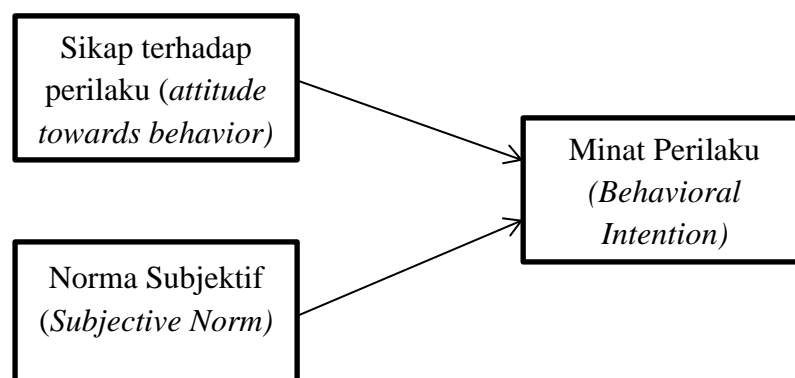 Sikap terhadap
perilaku (attitude
towards behavior)
Minat Perilaku
(Behavioral
Intention)
Norma Subjektif
(Subjective Norm)